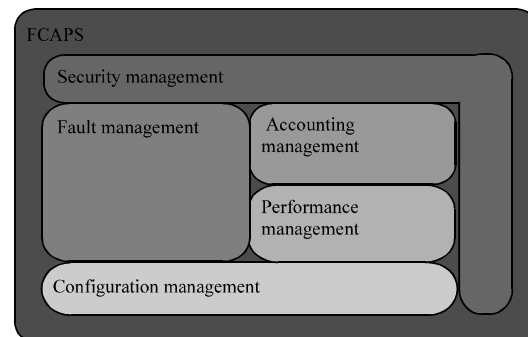 FCAPS
Security management
Fault management
Accounting
management
Performance
management
Configuration management